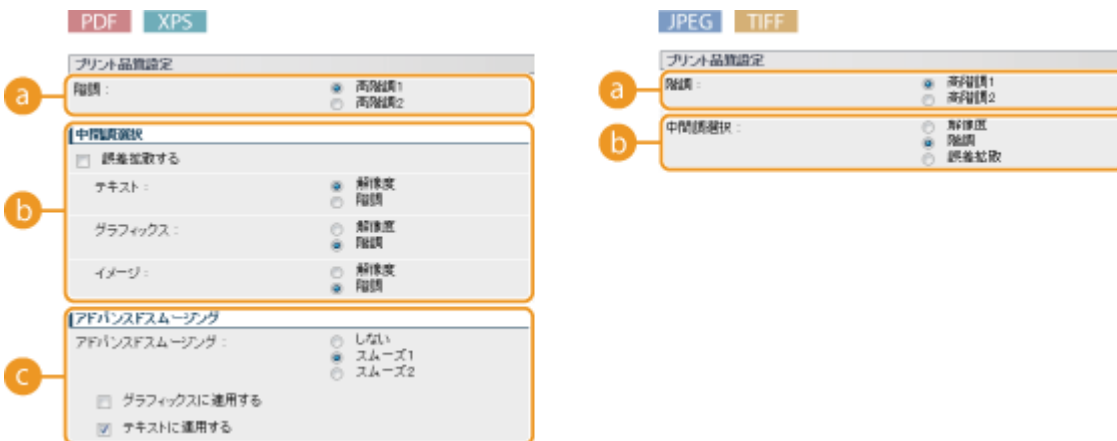 PDF XPS
プリント品質設定
a
階調 :
高階調1
高階調2
b
中間調選択
誤差拡散する
テキスト :
解像度
階調
グラフィックス :
解像度
階調
イメージ :
解像度
階調
c
アドバンスドスムージング
アドバンスドスムージング :
しない
スムーズ1
スムーズ2
グラフィックスに適用する
テキストに適用する
JPEG TIFF
プリント品質設定
a
階調 :
高階調1
高階調2
b
中間調選択 :
解像度
階調
誤差拡散